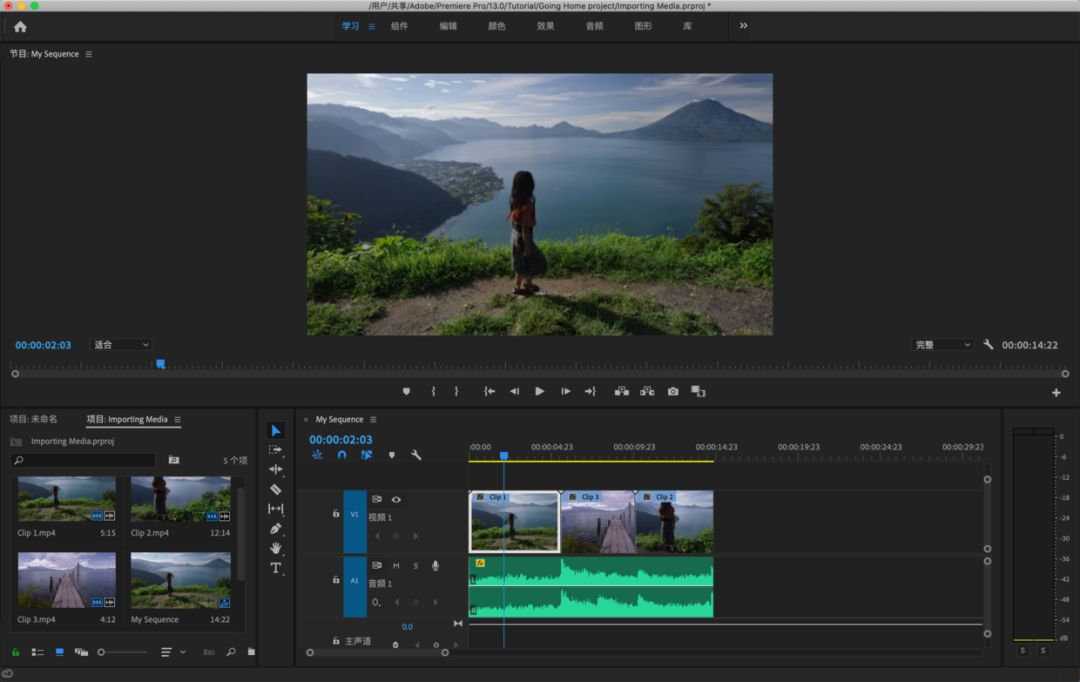 /用户/共享/Adobe/Premiere Pro/13.0/Tutorial/Going Home project/Importing Media.prproj *
学习 组件 编辑 颜色 效果 音频 图形 库
节目: My Sequence
00:00:02:03 适合 完整 00:00:14:22
项目: 未命名 项目: Importing Media
Importing Media.prproj
5 个项
Clip 1.mp4 5:15 Clip 2.mp4 12:14
Clip 3.mp4 4:12 My Sequence 14:22
× My Sequence
00:00:02:03
:00:00 00:00:04:23 00:00:09:23 00:00:14:23 00:00:19:23 00:00:24:23 00:00:29:23
fx Clip 1 fx Clip 3 fx Clip 2
V1 视频 1
M S
fx
A1 音频 1
L
R
0.0
主声道
0
-6
-12
-18
-24
-30
-36
-42
-48
-54
dB
S S